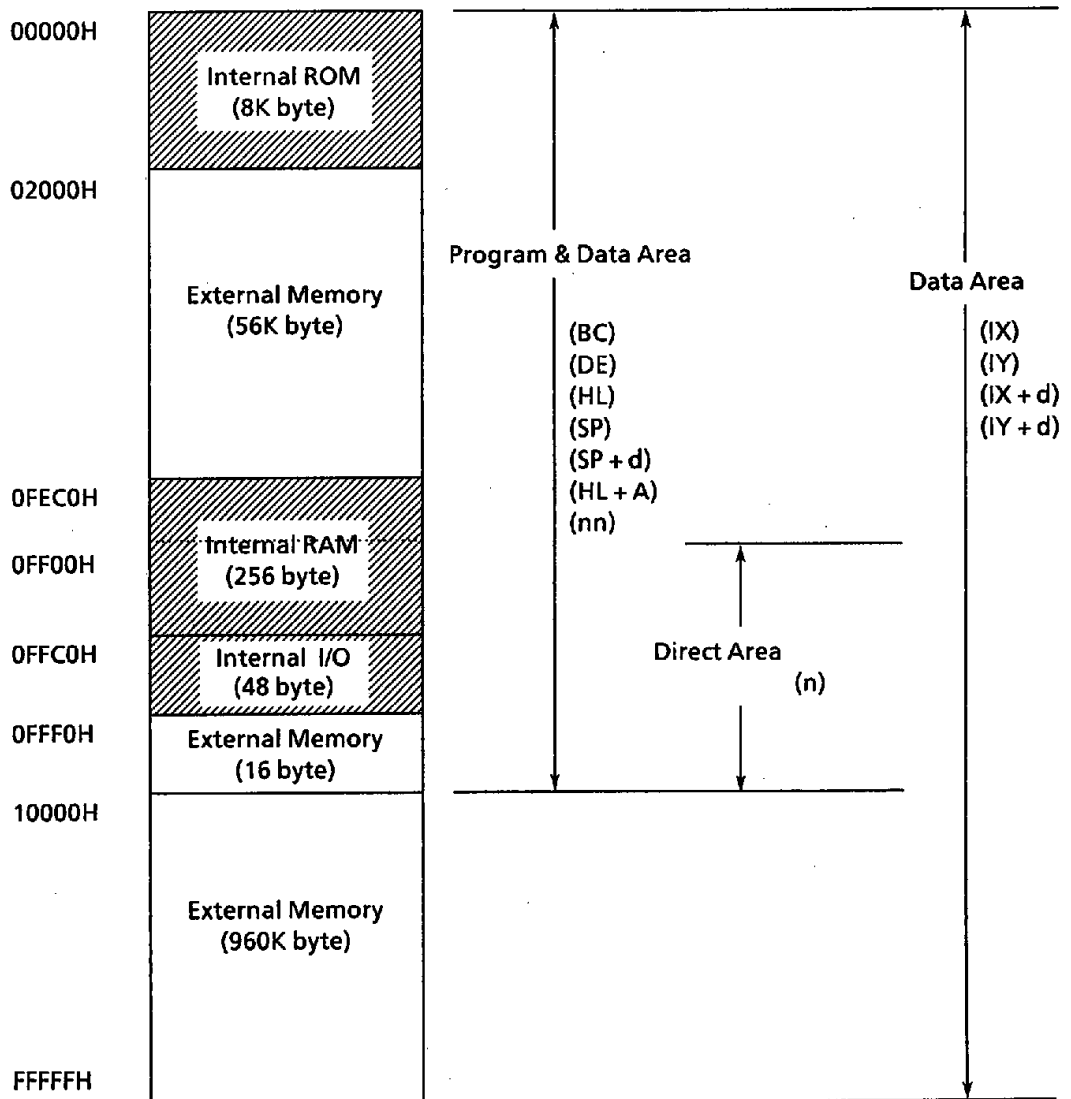 00000H
Internal ROM
(8K byte)
02000H
External Memory
(56K byte)
0FEC0H
Internal RAM
(256 byte)
0FF00H
0FFC0H
Internal I/O
(48 byte)
0FFF0H
External Memory
(16 byte)
10000H
External Memory
(960K byte)
FFFFFH
Program & Data Area
(BC)
(DE)
(HL)
(SP)
(SP + d)
(HL + A)
(nn)
Direct Area
(n)
Data Area
(IX)
(IY)
(IX + d)
(IY + d)